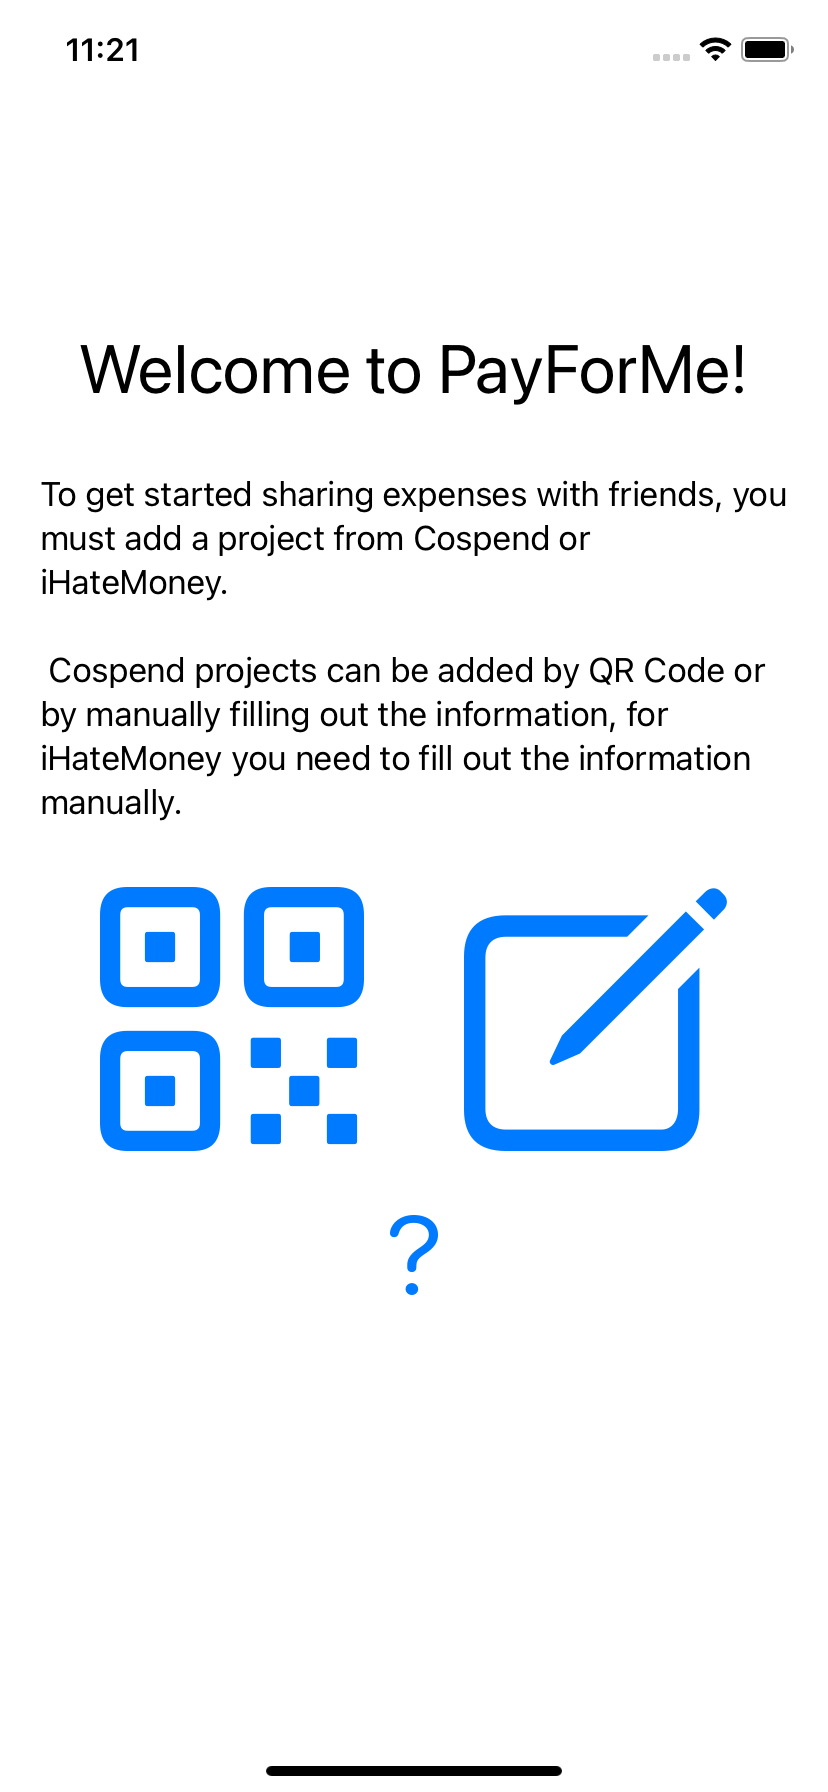 11:21
Welcome to PayForMe!
To get started sharing expenses with friends, you
must add a project from Cospend or
iHateMoney.
Cospend projects can be added by QR Code or
by manually filling out the information, for
iHateMoney you need to fill out the information
manually.
?